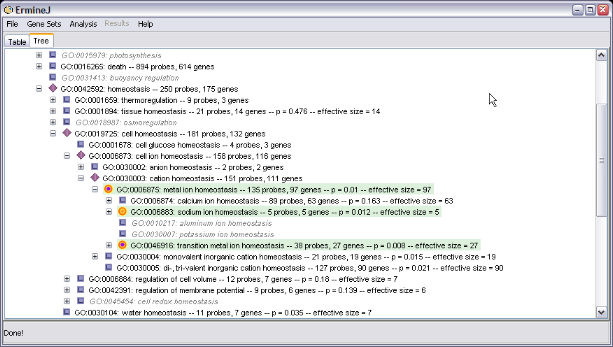 ErmineJ
File Gene Sets Analysis Results Help
Table Tree
GO:0015979: photosynthesis
GO:0016265: death -- 894 probes, 614 genes
GO:0031413: buoyancy regulation
GO:0042592: homeostasis -- 250 probes, 175 genes
GO:0001659: thermoregulation -- 9 probes, 3 genes
GO:0001894: tissue homeostasis -- 21 probes, 14 genes -- p = 0.476 -- effective size = 14
GO:0018987: osmoregulation
GO:0019725: cell homeostasis -- 181 probes, 132 genes
GO:0001678: cell glucose homeostasis -- 4 probes, 3 genes
GO:0006873: cell ion homeostasis -- 158 probes, 116 genes
GO:0030002: anion homeostasis -- 2 probes, 2 genes
GO:0030003: cation homeostasis -- 151 probes, 111 genes
GO:0006875: metal ion homeostasis -- 135 probes, 97 genes -- p = 0.01 -- effective size = 97
GO:0006874: calcium ion homeostasis -- 89 probes, 63 genes -- p = 0.163 -- effective size = 63
GO:0006883: sodium ion homeostasis -- 5 probes, 5 genes -- p = 0.012 -- effective size = 5
GO:0010217: aluminum ion homeostasis
GO:0030007: potassium ion homeostasis
GO:0046916: transition metal ion homeostasis -- 38 probes, 27 genes -- p = 0.008 -- effective size = 27
GO:0030004: monovalent inorganic cation homeostasis -- 21 probes, 19 genes -- p = 0.015 -- effective size = 19
GO:0030005: di-, tri-valent inorganic cation homeostasis -- 127 probes, 90 genes -- p = 0.021 -- effective size = 90
GO:0006884: regulation of cell volume -- 12 probes, 7 genes -- p = 0.18 -- effective size = 7
GO:0042391: regulation of membrane potential -- 9 probes, 6 genes -- p = 0.139 -- effective size = 6
GO:0045454: cell redox homeostasis
GO:0030104: water homeostasis -- 11 probes, 7 genes -- p = 0.035 -- effective size = 7
Done!